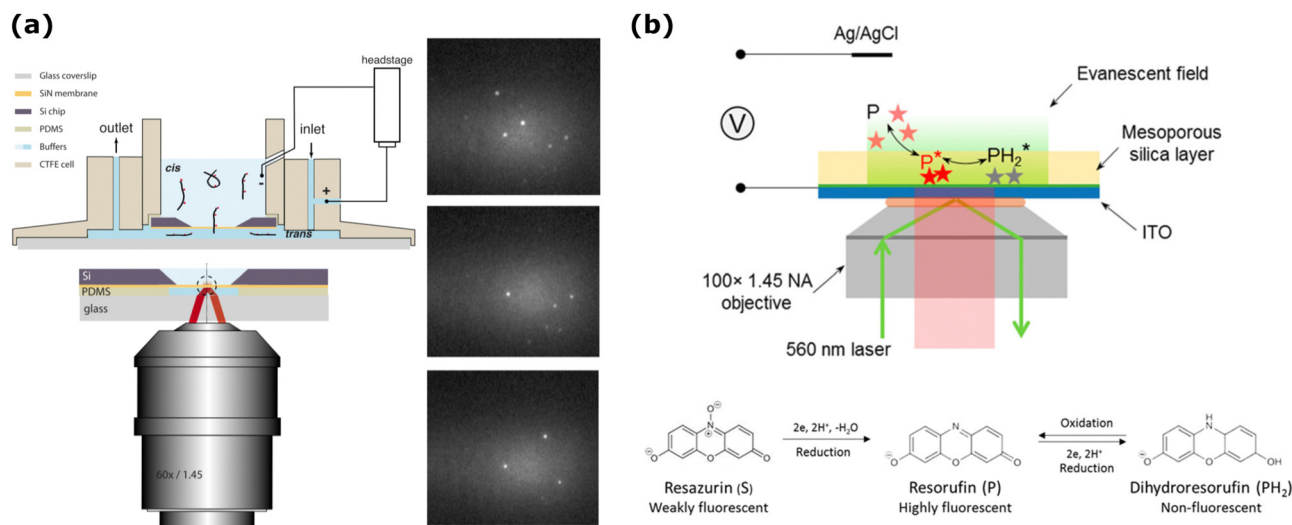 (a)
headstage
Glass coverslip
SiN membrane
Si chip
PDMS
Buffers
CTFE cell
outlet
inlet
cis
-
+
trans
Si
PDMS
glass
60x / 1.45
(b)
Ag/AgCl
Evanescent field
V
P
Mesoporous
silica layer
P*
PH₂*
ITO
100× 1.45 NA
objective
560 nm laser
O⊖
N
⊕
⊖O
O
O
2e, 2H⁺, -H₂O
Reduction
N
⊖O
O
O
Oxidation
2e, 2H⁺
Reduction
H
N
⊖O
O
OH
Resazurin (S)
Weakly fluorescent
Resorufin (P)
Highly fluorescent
Dihydroresorufin (PH₂)
Non-fluorescent